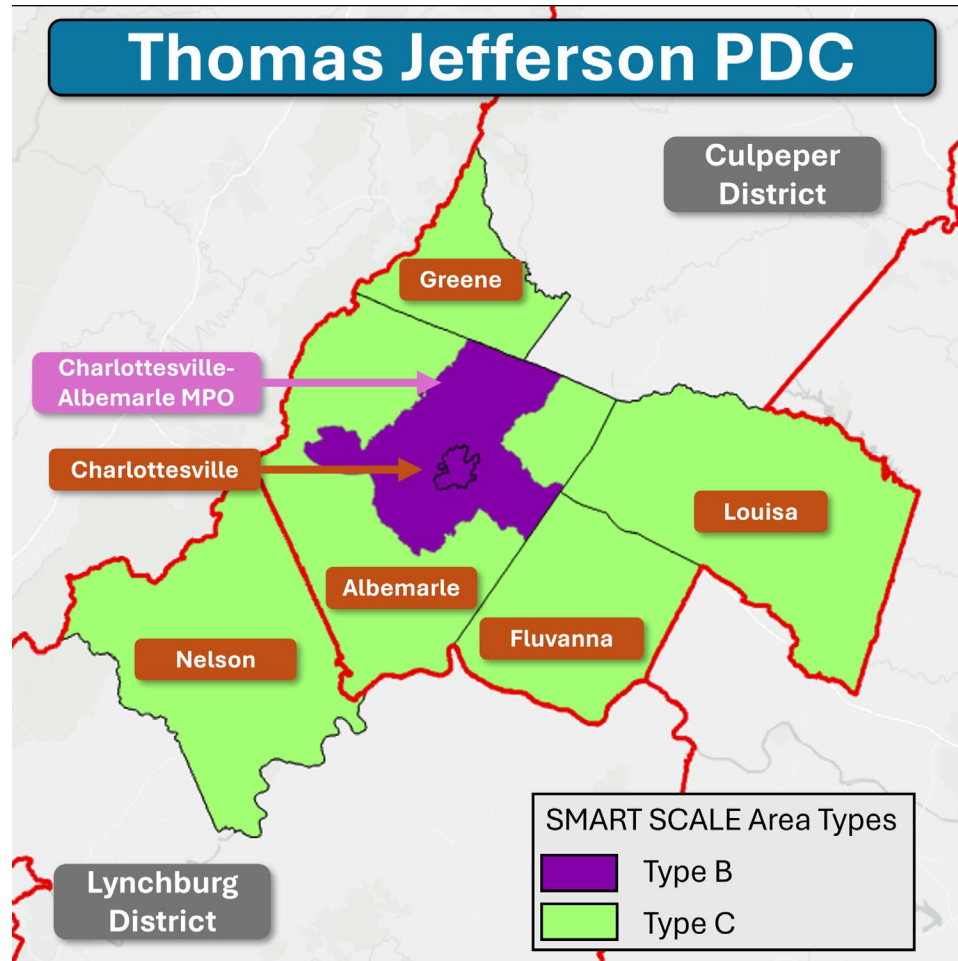 Thomas Jefferson PDC
Culpeper
District
Greene
Charlottesville-
Albemarle MPO
Charlottesville
Louisa
Albemarle
Fluvanna
Nelson
SMART SCALE Area Types
Type B
Type C
Lynchburg
District